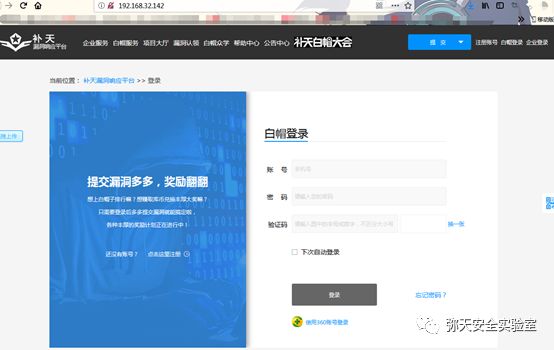 192.168.32.142
移动版
补天
漏洞响应平台
企业服务 白帽服务 项目大厅 漏洞认领 白帽众学 帮助中心 公告中心 补天白帽大会
提 交
注册账号 白帽登录 企业登录
当前位置： 补天漏洞响应平台 >> 登录
拖上传
白帽登录
提交漏洞多多，奖励翻翻
想上白帽子排行嘛？想赚取库币兑换丰厚大奖嘛？
只需要登录后多多提交漏洞就能搞定啦，
各种丰厚的奖励计划正在进行中！
还没有账号？ 点击这里注册
账 号 手机号
密 码 请输入您的密码
验证码 请输入图中的字母或数字，不区分大小写 换一张
下次自动登录
登录 忘记密码？
使用360账号登录
弥天安全实验室